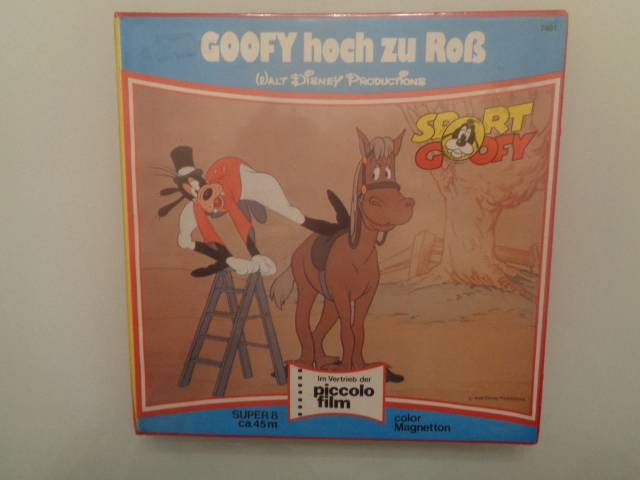 GOOFY hoch zu Roß
WALT DISNEY PRODUCTIONS
SPORT
GOOFY
Im Vertrieb der
piccolo
film
SUPER 8
ca. 45 m
color
Magnetton